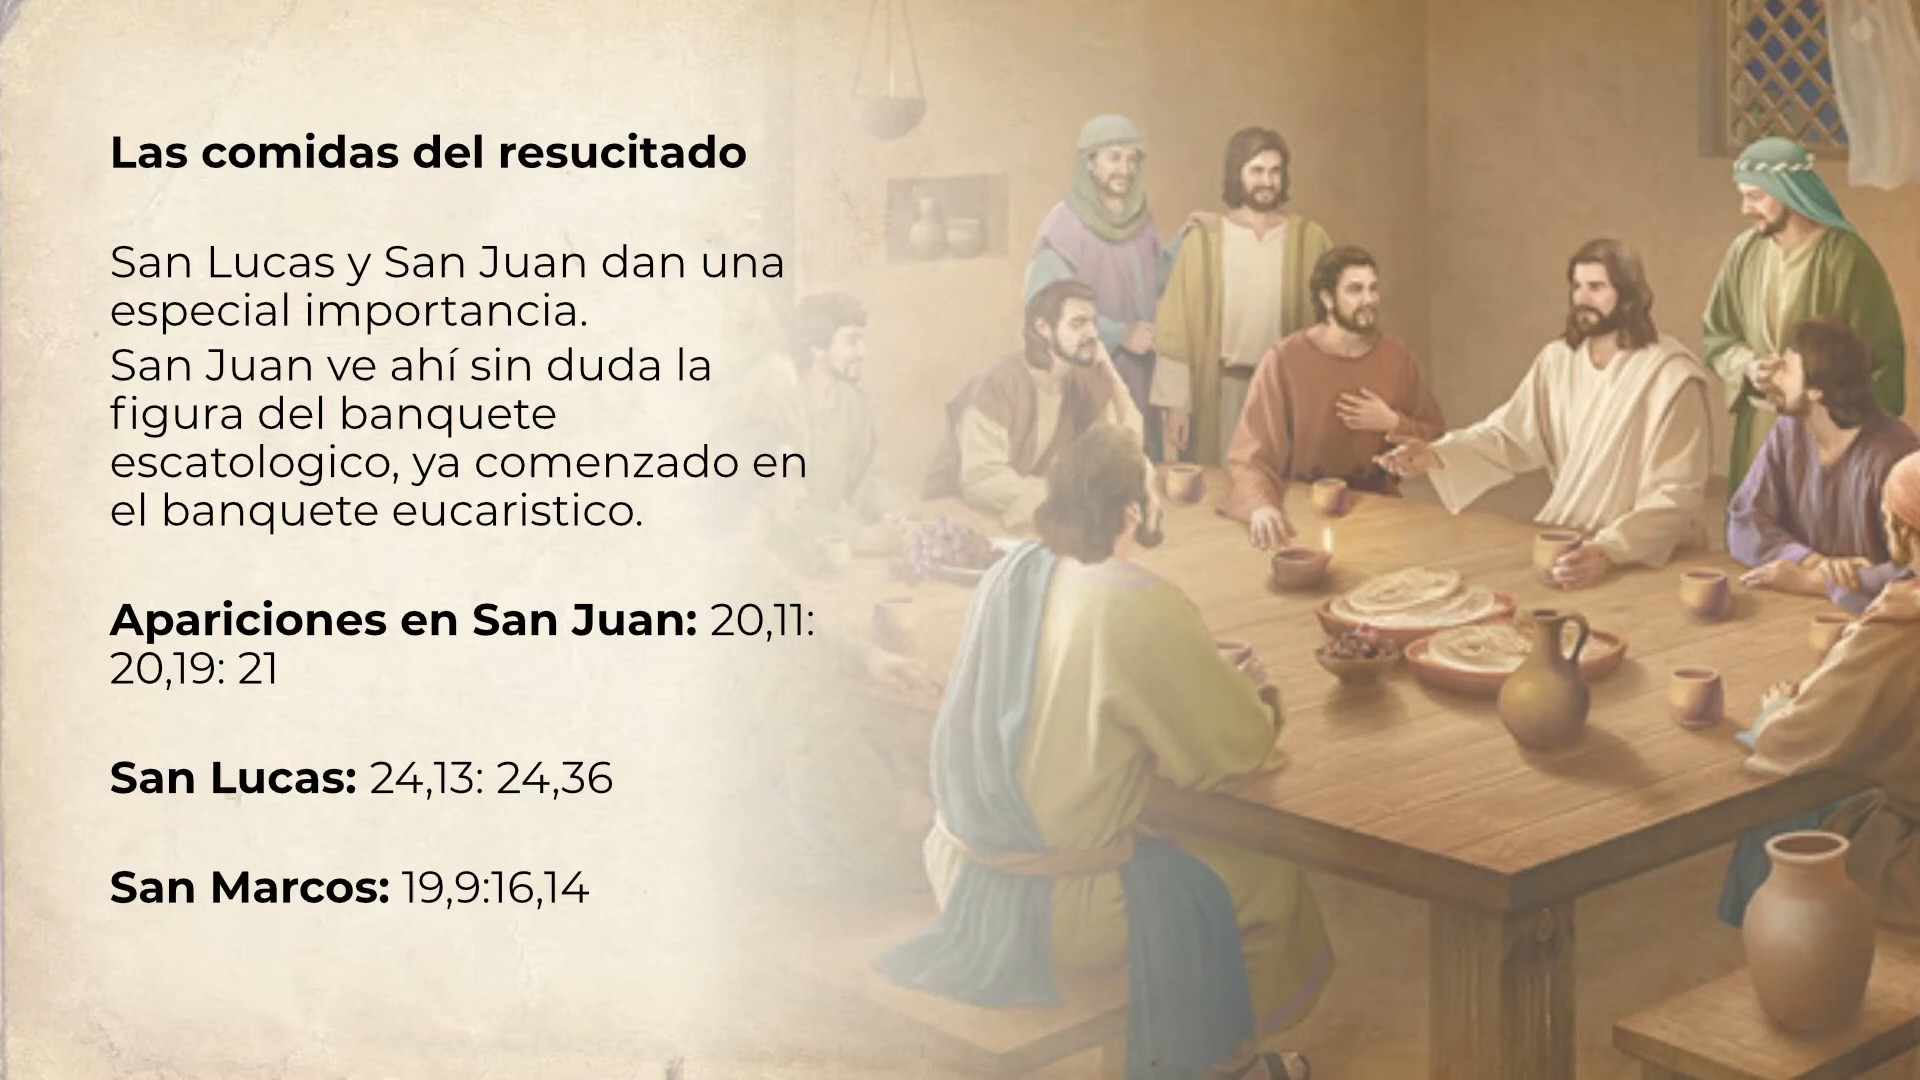 Las comidas del resucitado
San Lucas y San Juan dan una
especial importancia.
San Juan ve ahí sin duda la
figura del banquete
escatologico, ya comenzado en
el banquete eucaristico.
Apariciones en San Juan: 20,11:
20,19: 21
San Lucas: 24,13: 24,36
San Marcos: 19,9:16,14